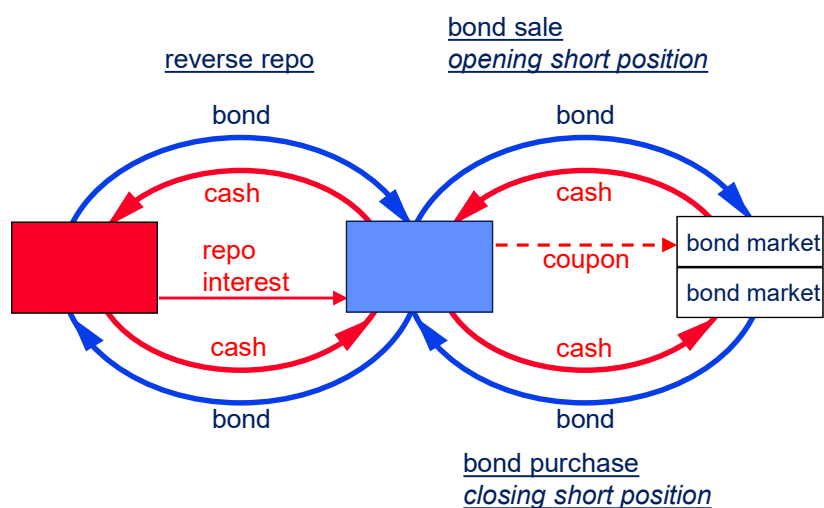 bond sale
reverse repo
opening short position
bond
bond
cash
cash
repo
interest
coupon
bond market
bond market
cash
cash
bond
bond
bond purchase
closing short position